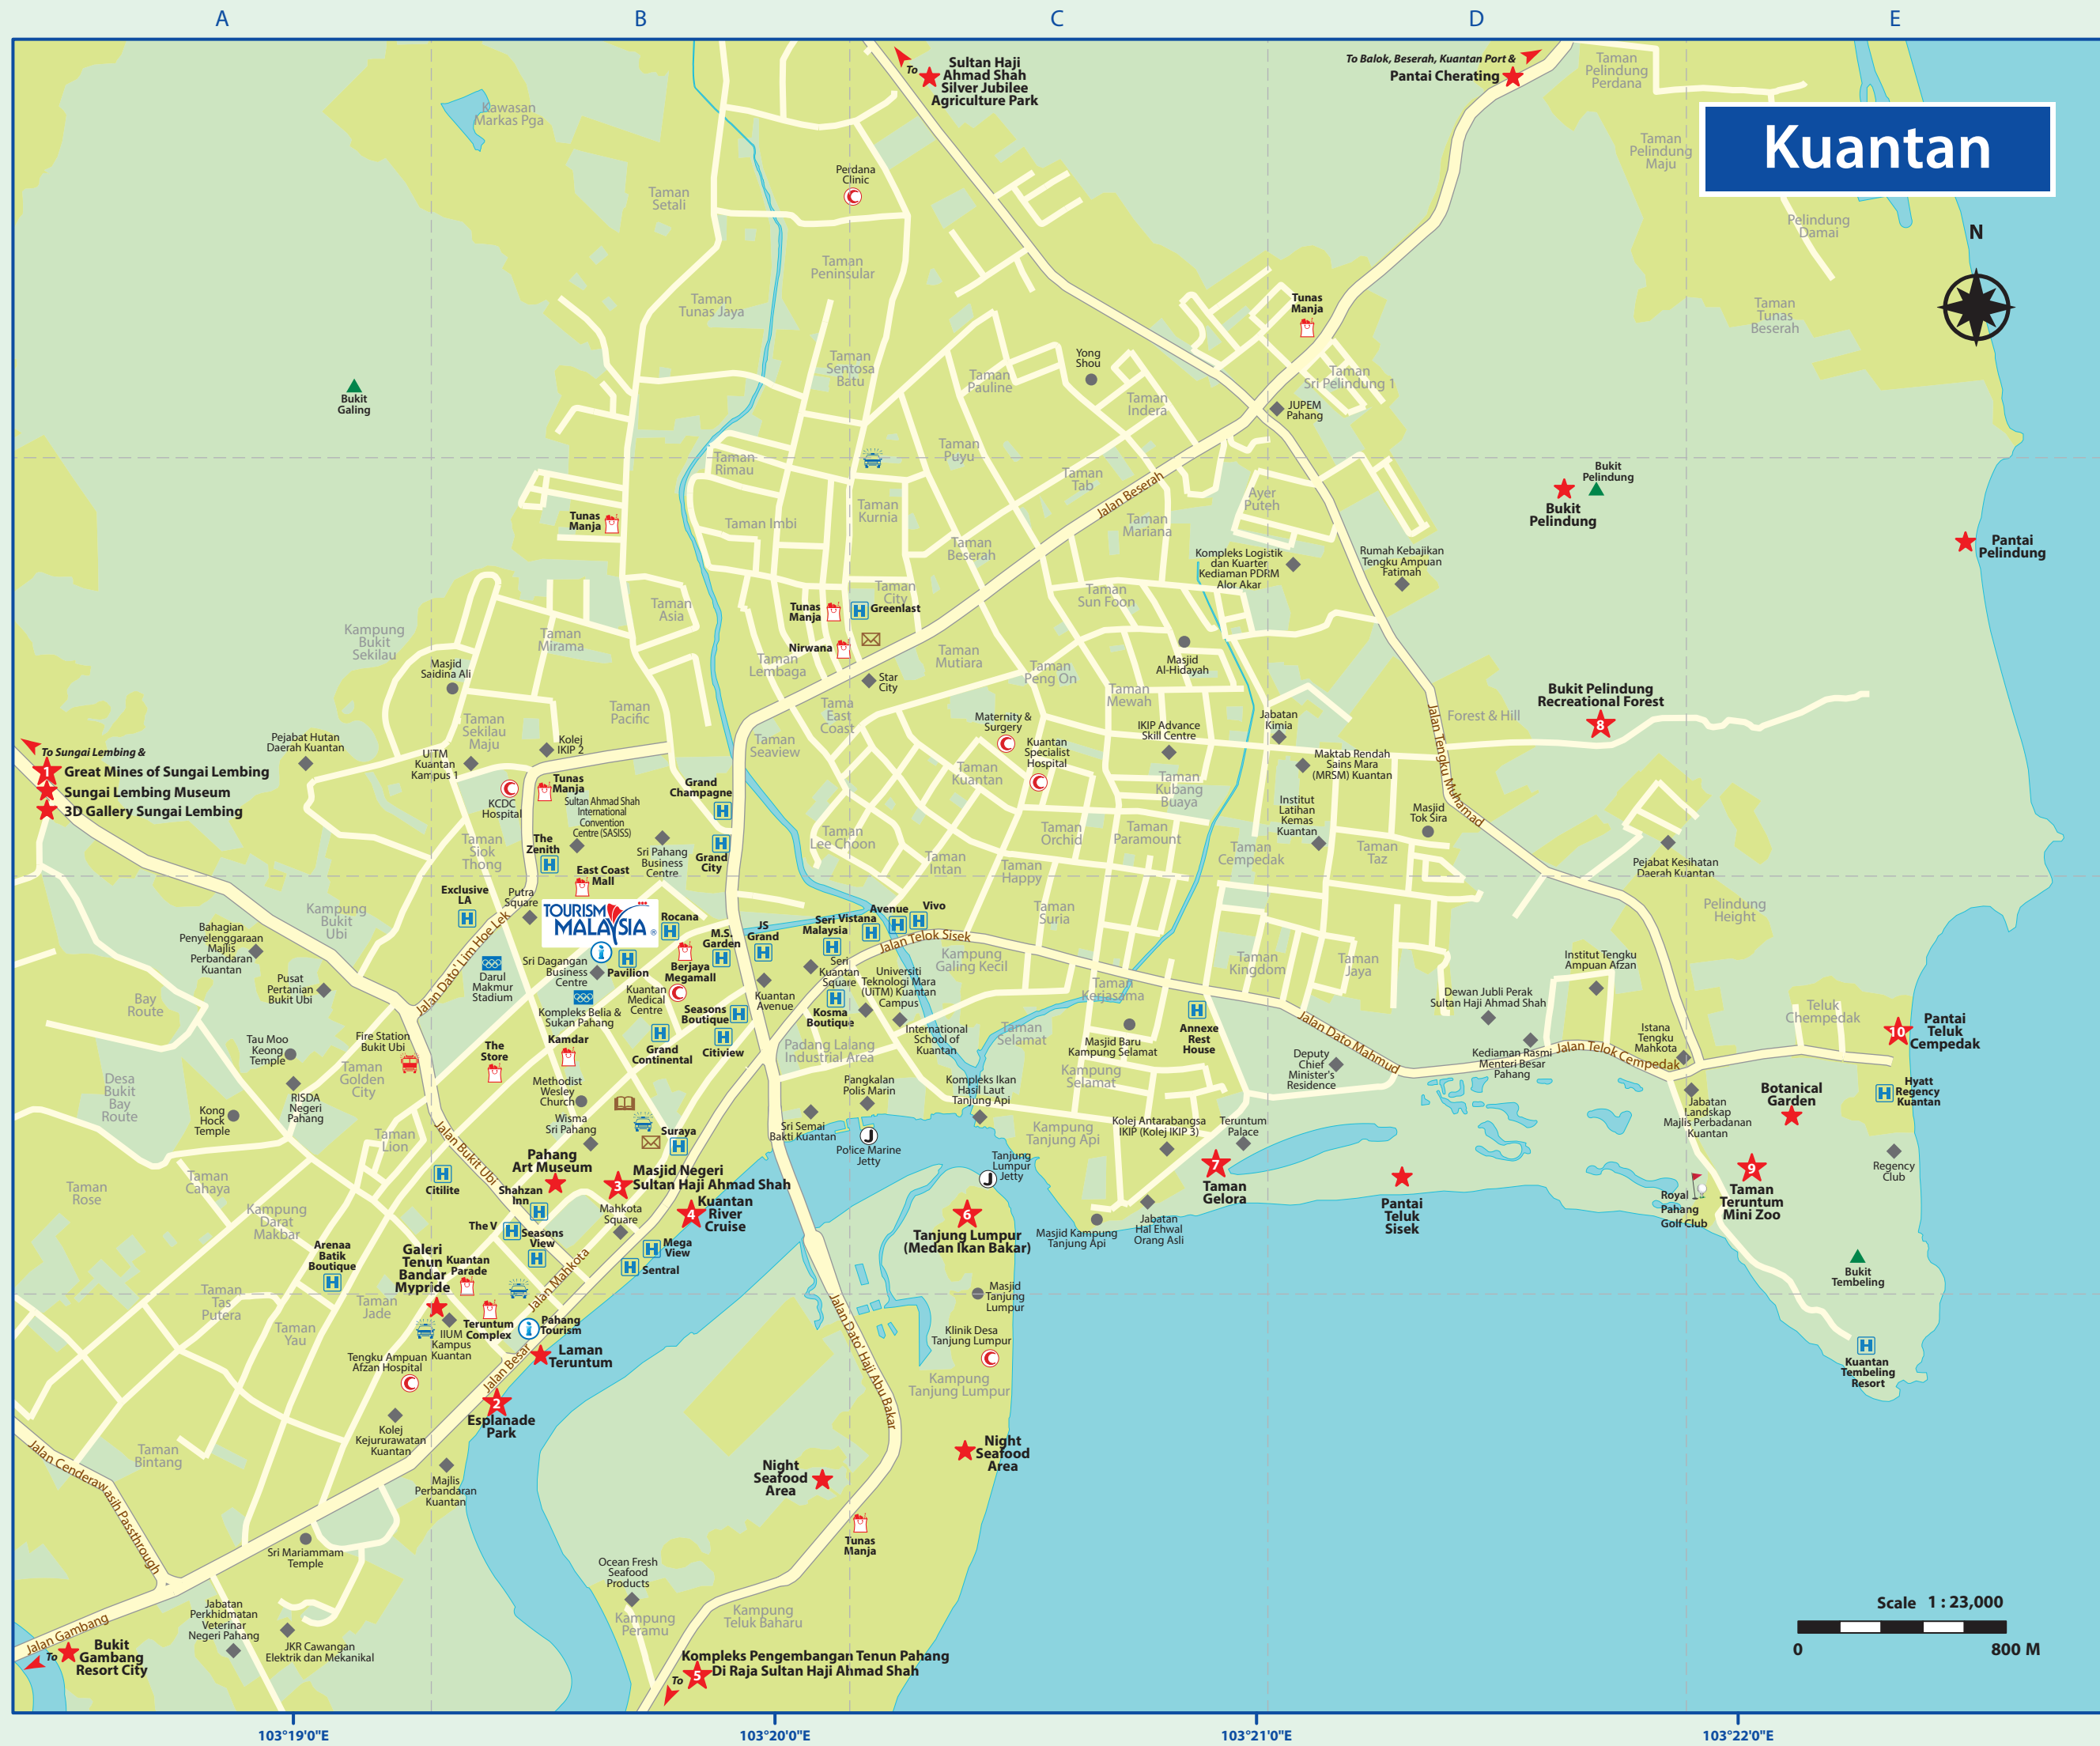 A
B
C
D
E
Kuantan
N
To
Sultan Haji
Ahmad Shah
Silver Jubilee
Agriculture Park
To Balok, Beserah, Kuantan Port &
Pantai Cherating
Taman
Pelindung
Perdana
Taman
Pelindung
Maju
Pelindung
Damai
Taman
Tunas
Beserah
Kawasan
Markas Pga
Taman
Setali
Perdana
Clinic
Taman
Peninsular
Taman
Tunas Jaya
Tunas
Manja
Taman
Sentosa
Batu
Taman
Pauline
Yong
Shou
Taman
Indera
Taman
Sri Pelindung 1
JUPEM
Pahang
Bukit
Galing
Taman
Rimau
Taman
Puyu
Taman
Tab
Jalan Beserah
Ayer
Puteh
Bukit
Pelindung
Bukit
Pelindung
Pantai
Pelindung
Tunas
Manja
Taman Imbi
Taman
Kurnia
Taman
Beserah
Taman
Mariana
Kompleks Logistik
dan Kuarter
Kediaman PDRM
Alor Akar
Rumah Kebajikan
Tengku Ampuan
Fatimah
Taman
City
Taman
Sun Foon
Taman
Asia
Tunas
Manja
Greenlast
Nirwana
Kampung
Bukit
Sekilau
Taman
Mirama
Masjid
Saidina Ali
Taman
Lembaga
Star
City
Taman
Mutiara
Taman
Peng On
Masjid
Al-Hidayah
Taman
Mewah
Bukit Pelindung
Recreational Forest
8
Forest & Hill
Jalan Tengku Muhamad
Taman
Pacific
Taman
Sekilau
Maju
Tama
East
Coast
Taman
Seaview
Maternity &
Surgery
Kuantan
Specialist
Hospital
IKIP Advance
Skill Centre
Jabatan
Kimia
Maktab Rendah
Sains Mara
(MRSM) Kuantan
Pejabat Hutan
Daerah Kuantan
To Sungai Lembing &
1
Great Mines of Sungai Lembing
Sungai Lembing Museum
3D Gallery Sungai Lembing
UiTM
Kuantan
Kampus 1
Kolej
IKIP 2
KCDC
Hospital
Tunas
Manja
Sultan Ahmad Shah
International
Convention
Centre (SASISS)
Grand
Champagne
Taman
Kuantan
Taman
Kubang
Buaya
Institut
Latihan
Kemas
Kuantan
Masjid
Tok Sira
The
Zenith
Sri Pahang
Business
Centre
Grand
City
Taman
Siok
Thong
Taman
Lee Choon
Taman
Orchid
Taman
Paramount
Taman
Cempedak
Taman
Taz
Pejabat Kesihatan
Daerah Kuantan
Taman
Intan
Taman
Happy
East Coast
Mall
Exclusive
LA
Putra
Square
TOURISM
MALAYSIA
®
Rocana
M.S.
Garden
JS
Grand
Seri
Malaysia
Vistana
Avenue
Vivo
Taman
Suria
Pelindung
Height
Kampung
Bukit
Ubi
Jalan Dato' Lim Hoe Lek
Jalan Telok Sisek
Bahagian
Penyelenggaraan
Majlis
Perbandaran
Kuantan
Pusat
Pertanian
Bukit Ubi
Darul
Makmur
Stadium
Sri Dagangan
Business
Centre
Pavilion
Berjaya
Megamall
Kuantan
Medical
Centre
Kuantan
Avenue
Seri
Kuantan
Square
Kosma
Boutique
Universiti
Teknologi Mara
(UiTM) Kuantan
Campus
Kampung
Galing Kecil
Taman
Kerjasama
Taman
Kingdom
Taman
Jaya
Institut Tengku
Ampuan Afzan
Dewan Jubli Perak
Sultan Haji Ahmad Shah
Bay
Route
Kompleks Belia &
Sukan Pahang
Seasons
Boutique
Citiview
Grand
Continental
International
School of
Kuantan
Taman
Selamat
Masjid Baru
Kampung Selamat
Annexe
Rest
House
Jalan Dato Mahmud
Jalan Telok Cempedak
Kediaman Rasmi
Menteri Besar
Pahang
Istana
Tengku
Mahkota
Teluk
Chempedak
10
Pantai
Teluk
Cempedak
Fire Station
Bukit Ubi
Tau Moo
Keong
Temple
Taman
Golden
City
The
Store
Kamdar
Padang Lalang
Industrial Area
Kampung
Selamat
Deputy
Chief
Minister's
Residence
Hyatt
Regency
Kuantan
Desa
Bukit
Bay
Route
RISDA
Negeri
Pahang
Kong
Hock
Temple
Methodist
Wesley
Church
Wisma
Sri Pahang
Suraya
Pangkalan
Polis Marin
Sri Semai
Bakti Kuantan
Police Marine
Jetty
Kompleks Ikan
Hasil Laut
Tanjung Api
Kampung
Tanjung Api
Kolej Antarabangsa
IKIP (Kolej IKIP 3)
Teruntum
Palace
Jabatan
Landskap
Majlis Perbadanan
Kuantan
Botanical
Garden
Regency
Club
Taman
Lion
Jalan Bukit Ubi
Taman
Cahaya
Taman
Rose
Citilite
Pahang
Art Museum
3
Masjid Negeri
Sultan Haji Ahmad Shah
Shahzan
Inn
Mahkota
Square
4
Kuantan
River
Cruise
J
J
Tanjung
Lumpur
Jetty
6
Tanjung Lumpur
(Medan Ikan Bakar)
Masjid Kampung
Tanjung Api
Jabatan
Hal Ehwal
Orang Asli
7
Taman
Gelora
Pantai
Teluk
Sisek
Royal
Pahang
Golf Club
9
Taman
Teruntum
Mini Zoo
Kampung
Darat
Makbar
Arenaa
Batik
Boutique
Galeri
Tenun
Bandar
Mypride
The V
Seasons
View
Kuantan
Parade
Mega
View
Sentral
Jalan Mahkota
Masjid
Tanjung
Lumpur
Bukit
Tembeling
Taman
Tas
Putera
Taman
Jade
Taman
Yau
IIUM
Kampus
Kuantan
Teruntum
Complex
Pahang
Tourism
Laman
Teruntum
Jalan Besar
Tengku Ampuan
Afzan Hospital
2
Esplanade
Park
Jalan Dato' Haji Abu Bakar
Klinik Desa
Tanjung Lumpur
Kampung
Tanjung Lumpur
Kuantan
Tembeling
Resort
Kolej
Kejururawatan
Kuantan
Majlis
Perbandaran
Kuantan
Taman
Bintang
Jalan Cenderawasih Passthrough
Night
Seafood
Area
Night
Seafood
Area
Tunas
Manja
Sri Mariammam
Temple
Ocean Fresh
Seafood
Products
Kampung
Peramu
Kampung
Teluk Baharu
Jabatan
Perkhidmatan
Veterinar
Negeri Pahang
JKR Cawangan
Elektrik dan Mekanikal
Jalan Gambang
To
Bukit
Gambang
Resort City
Kompleks Pengembangan Tenun Pahang
Di Raja Sultan Haji Ahmad Shah
5
To
Scale 1 : 23,000
0
800 M
103°19'0"E
103°20'0"E
103°21'0"E
103°22'0"E